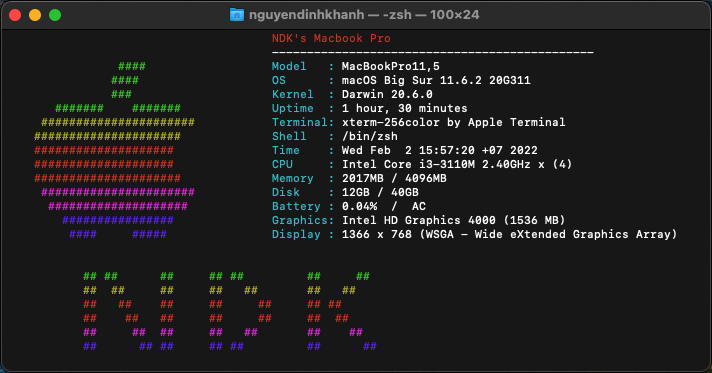 nguyendinhkhanh — -zsh — 100×24
NDK's Macbook Pro
----------------------------------------------
Model   : MacBookPro11,5
OS      : macOS Big Sur 11.6.2 20G311
Kernel  : Darwin 20.6.0
Uptime  : 1 hour, 30 minutes
Terminal: xterm-256color by Apple Terminal
Shell   : /bin/zsh
Time    : Wed Feb  2 15:57:20 +07 2022
CPU     : Intel Core i3-3110M 2.40GHz x (4)
Memory  : 2017MB / 4096MB
Disk    : 12GB / 40GB
Battery : 0.04%  /  AC
Graphics: Intel HD Graphics 4000 (1536 MB)
Display : 1366 x 768 (WSGA - Wide eXtended Graphics Array)
NDK